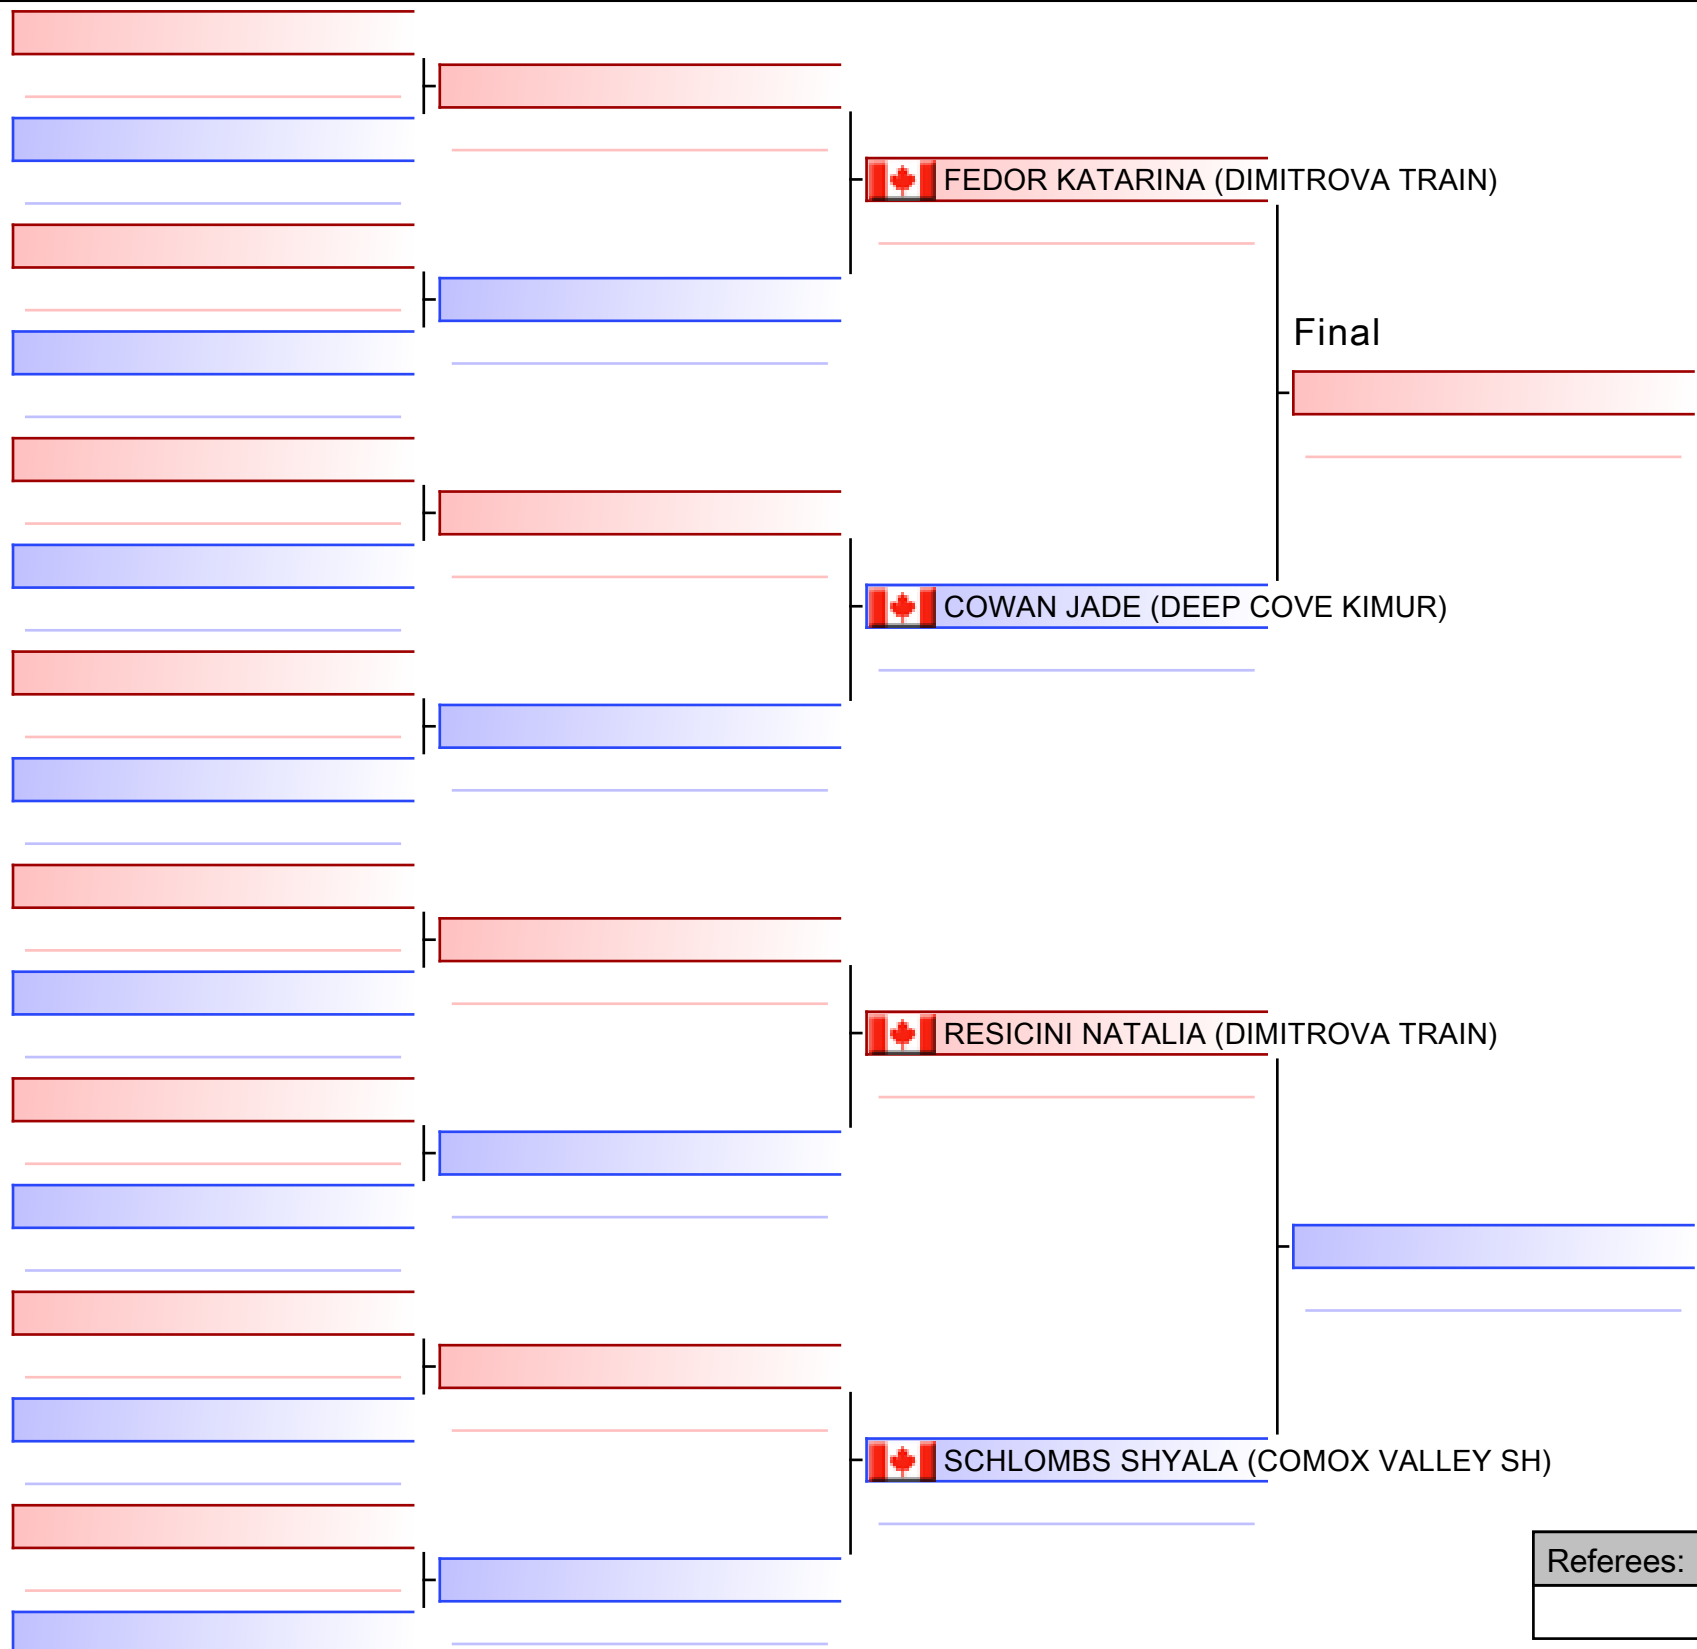 FEDOR KATARINA (DIMITROVA TRAIN)
Final
COWAN JADE (DEEP COVE KIMUR)
RESICINI NATALIA (DIMITROVA TRAIN)
SCHLOMBS SHYALA (COMOX VALLEY SH)
Referees: